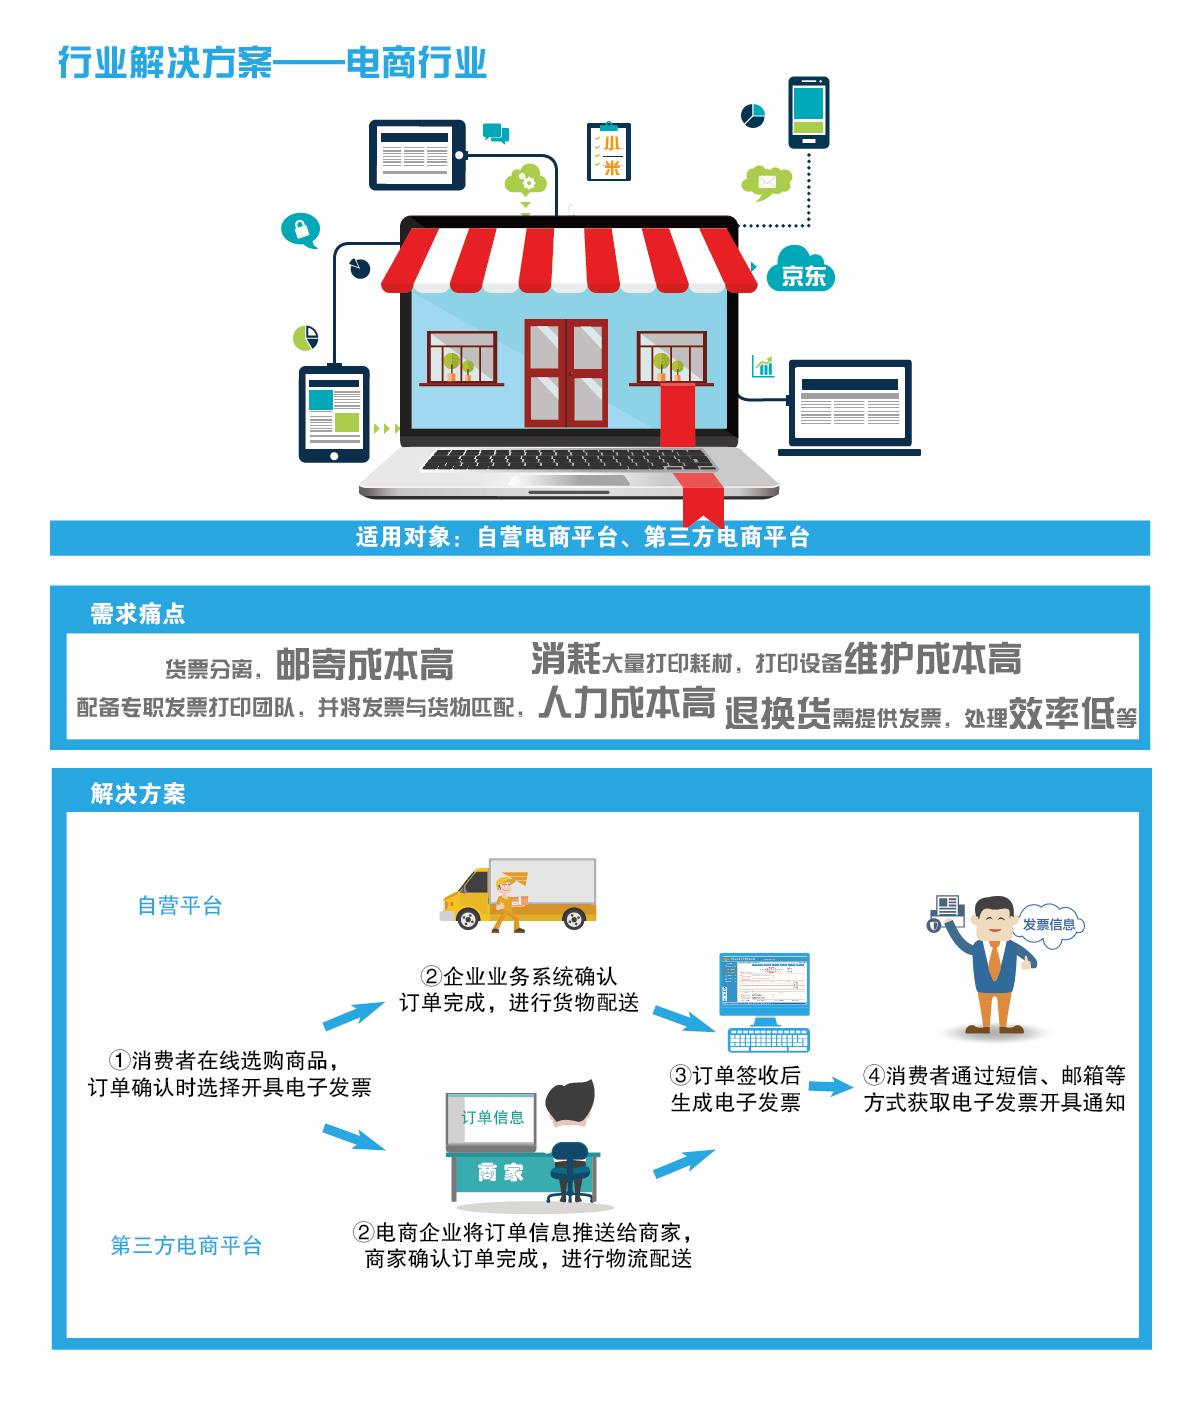 行业解决方案——电商行业
小
米
京东
适用对象：自营电商平台、第三方电商平台
需求痛点
货票分离，邮寄成本高
消耗大量打印耗材，打印设备维护成本高
配备专职发票打印团队，并将发票与货物匹配，人力成本高
退换货需提供发票，处理效率低等
解决方案
自营平台
②企业业务系统确认
订单完成，进行货物配送
发票信息
①消费者在线选购商品，
订单确认时选择开具电子发票
③订单签收后
生成电子发票
④消费者通过短信、邮箱等
方式获取电子发票开具通知
订单信息
商家
第三方电商平台
②电商企业将订单信息推送给商家，
商家确认订单完成，进行物流配送